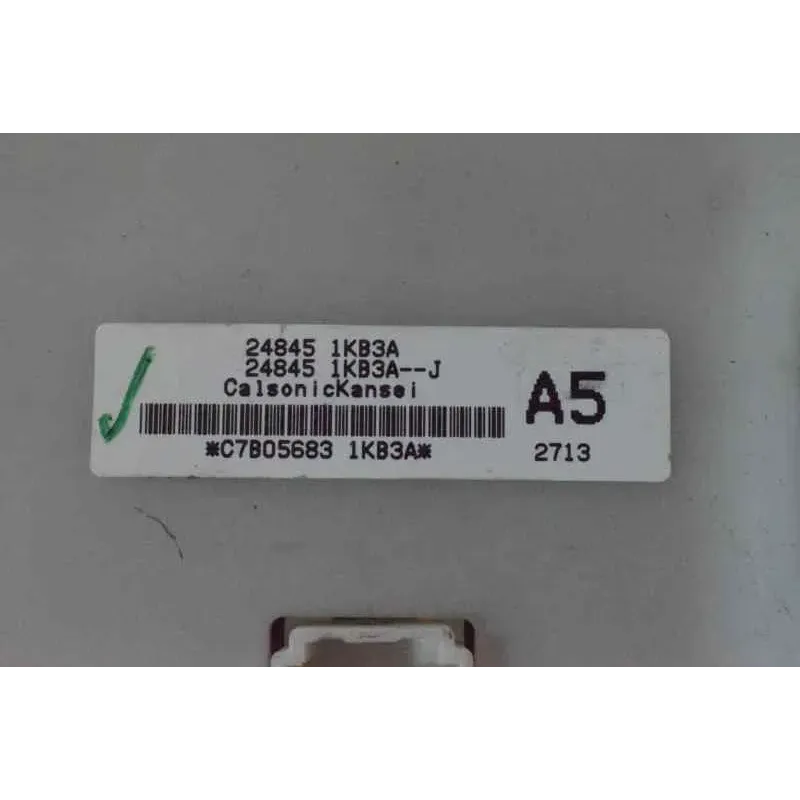 24845 1KB3A
24845 1KB3A--J
CalsonicKansei
A5
*C7B05683 1KB3A*
2713